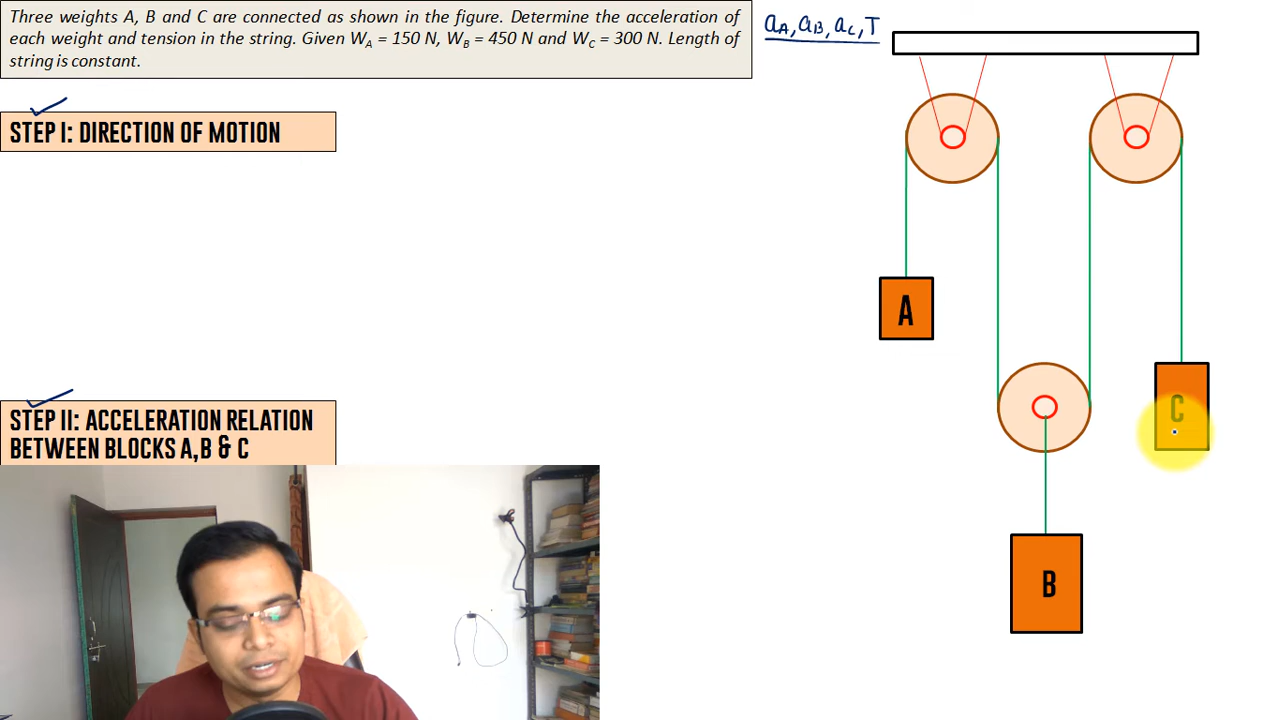 Three weights A, B and C are connected as shown in the figure. Determine the acceleration of
each weight and tension in the string. Given WA = 150 N, WB = 450 N and WC = 300 N. Length of
string is constant.
aA, aB, aC, T
STEP I: DIRECTION OF MOTION
A
C
STEP II: ACCELERATION RELATION
BETWEEN BLOCKS A,B & C
B